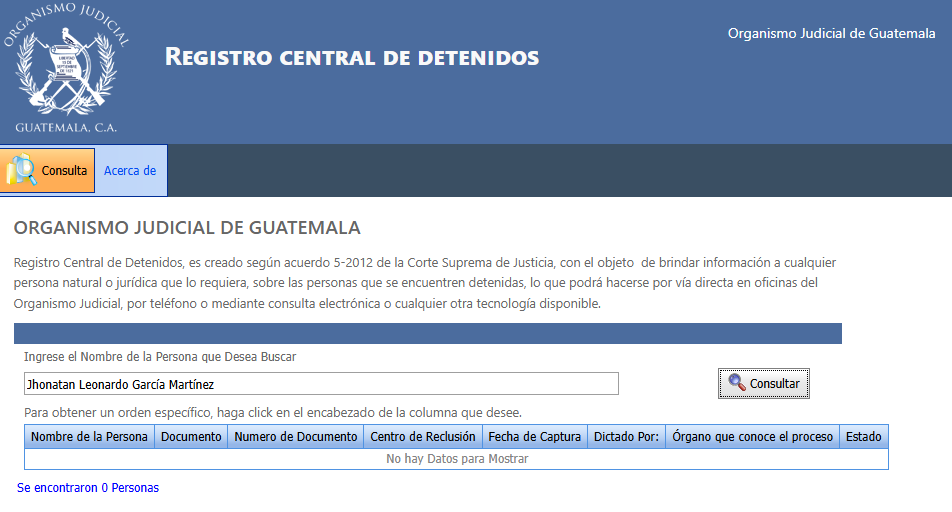 ORGANISMO JUDICIAL
LIBERTAD
15 DE
SEPTIEMBRE
DE 1821
GUATEMALA, C.A.
Registro central de detenidos
Organismo Judicial de Guatemala
Consulta
Acerca de
ORGANISMO JUDICIAL DE GUATEMALA
Registro Central de Detenidos, es creado según acuerdo 5-2012 de la Corte Suprema de Justicia, con el objeto de brindar información a cualquier
persona natural o jurídica que lo requiera, sobre las personas que se encuentren detenidas, lo que podrá hacerse por vía directa en oficinas del
Organismo Judicial, por teléfono o mediante consulta electrónica o cualquier otra tecnología disponible.
Ingrese el Nombre de la Persona que Desea Buscar
Jhonatan Leonardo García Martínez
Consultar
Para obtener un orden específico, haga click en el encabezado de la columna que desee.
Nombre de la Persona Documento Numero de Documento Centro de Reclusión Fecha de Captura Dictado Por: Órgano que conoce el proceso Estado
No hay Datos para Mostrar
Se encontraron 0 Personas